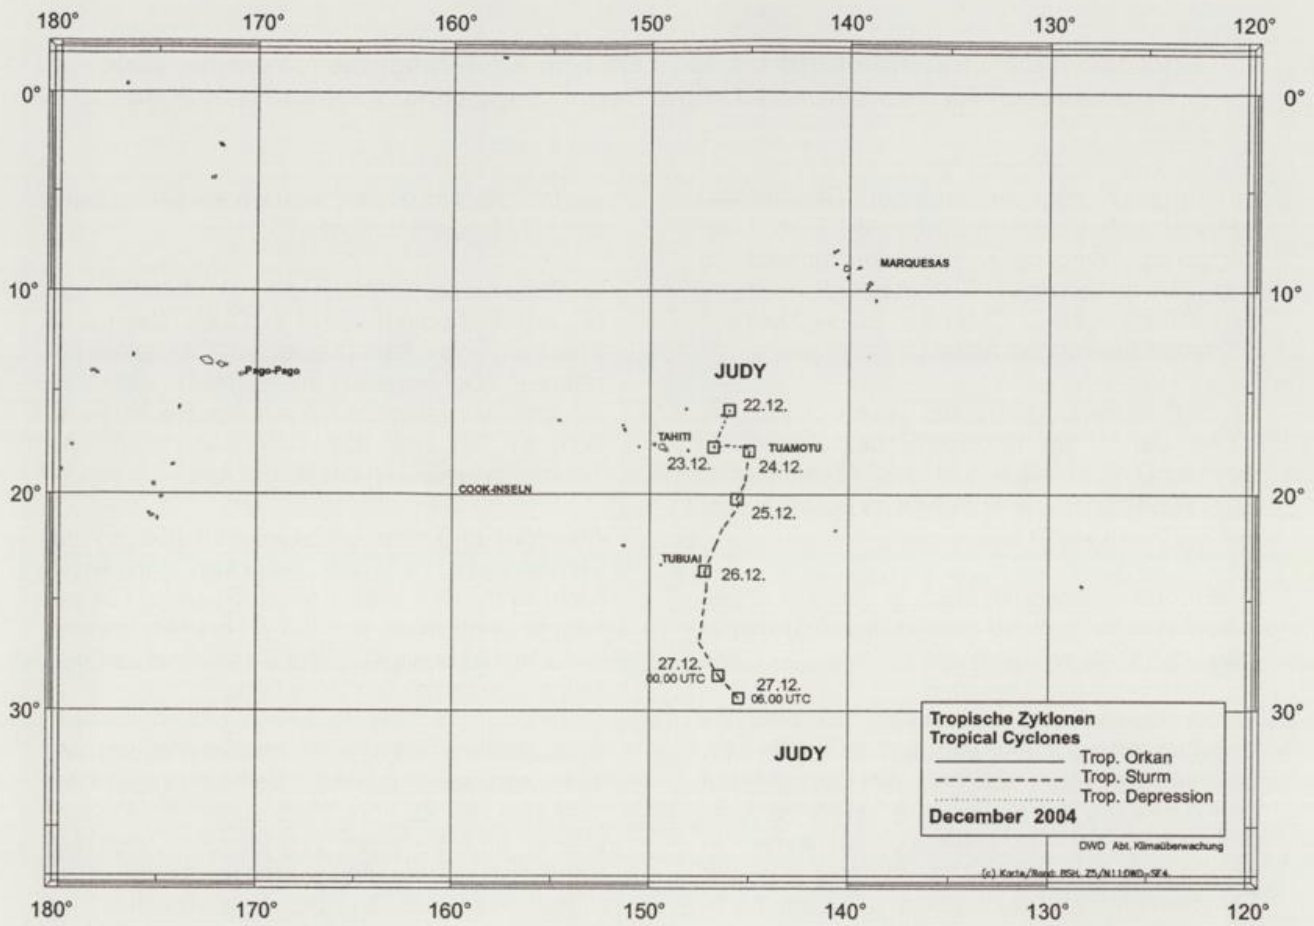 180° 170° 160° 150° 140° 130° 120°
0° 0°
MARQUESAS
10° 10°
Pago-Pago
JUDY
22.12.
TAHITI
TUAMOTU
23.12.
24.12.
COOK-INSELN
20° 20°
25.12.
TUBUAI
26.12.
27.12.
00.00 UTC
27.12.
06.00 UTC
30° 30°
JUDY
Tropische Zyklonen
Tropical Cyclones
Trop. Orkan
Trop. Sturm
Trop. Depression
December 2004
DWD Abt. Klimaüberwachung
(c) Karte/Rand: BSH,
180° 170° 160° 150° 140° 130° 120°